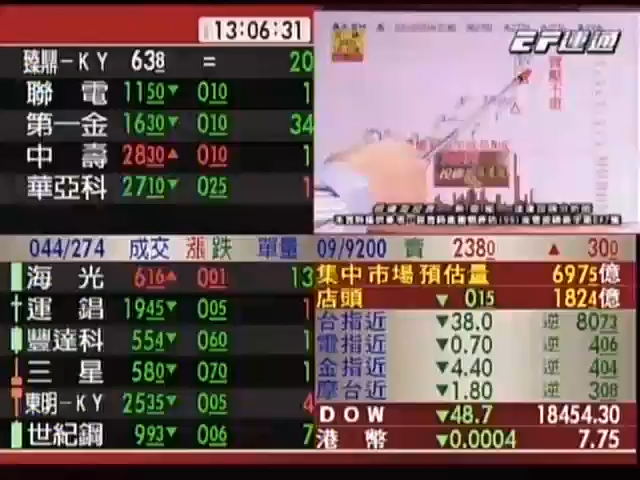 13:06:31
臻鼎-KY 638 = 20
聯電 1150▼ 010 1
第一金 1630▼ 010 34
中壽 2830▲ 010 1
華亞科 2710▼ 025 1
EF東通
044/274 成交 漲跌 單量
海光 616▲ 001 13
運錩 1945▼ 005 1
豐達科 554▼ 060 1
三星 580▼ 070 1
東明-KY 2535▼ 005 4
世紀鋼 993▼ 006 7
09/9200 賣 2380 ▲ 300
集中市場預估量 6975億
店頭 ▼ 015 1824億
台指近 ▼38.0 逆 8073
電指近 ▼0.70 逆 406
金指近 ▼4.40 逆 404
摩台近 ▼1.80 逆 308
DOW ▼48.7 18454.30
港幣 ▼0.0004 7.75